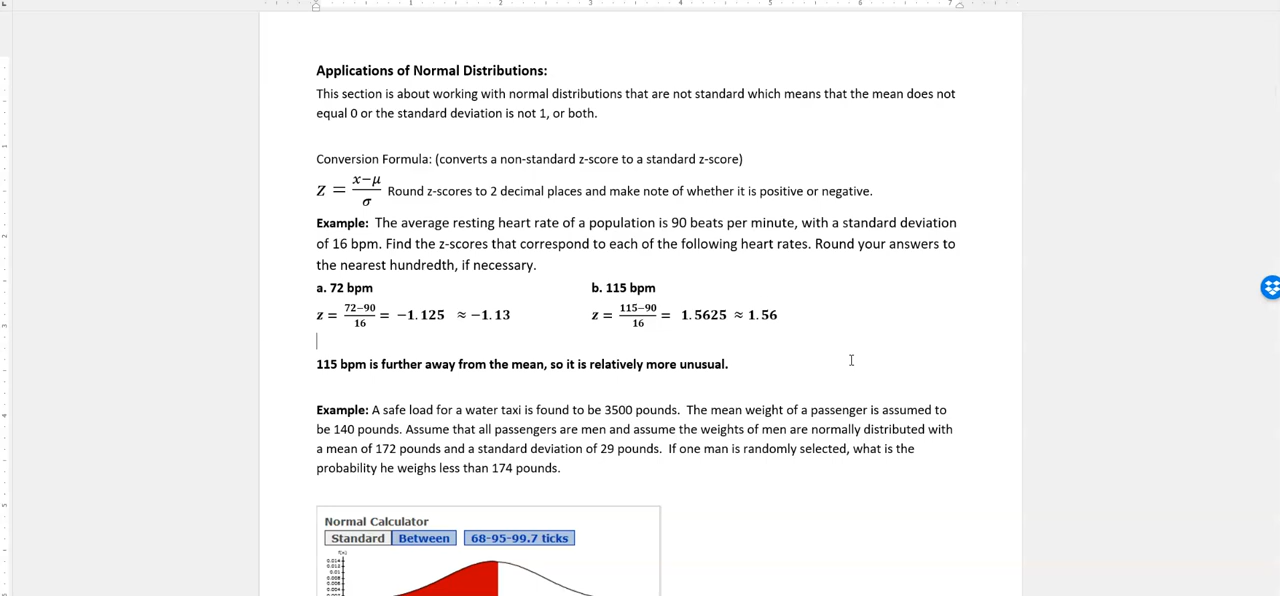 1 2 3 4 5 6 7
Applications of Normal Distributions:
This section is about working with normal distributions that are not standard which means that the mean does not
equal 0 or the standard deviation is not 1, or both.
Conversion Formula: (converts a non-standard z-score to a standard z-score)
z = x−μ / σ Round z-scores to 2 decimal places and make note of whether it is positive or negative.
Example: The average resting heart rate of a population is 90 beats per minute, with a standard deviation
of 16 bpm. Find the z-scores that correspond to each of the following heart rates. Round your answers to
the nearest hundredth, if necessary.
a. 72 bpm b. 115 bpm
z = 72−90 / 16 = −1.125 ≈ −1.13 z = 115−90 / 16 = 1.5625 ≈ 1.56
115 bpm is further away from the mean, so it is relatively more unusual.
Example: A safe load for a water taxi is found to be 3500 pounds. The mean weight of a passenger is assumed to
be 140 pounds. Assume that all passengers are men and assume the weights of men are normally distributed with
a mean of 172 pounds and a standard deviation of 29 pounds. If one man is randomly selected, what is the
probability he weighs less than 174 pounds.
Normal Calculator
Standard Between 68-95-99.7 ticks